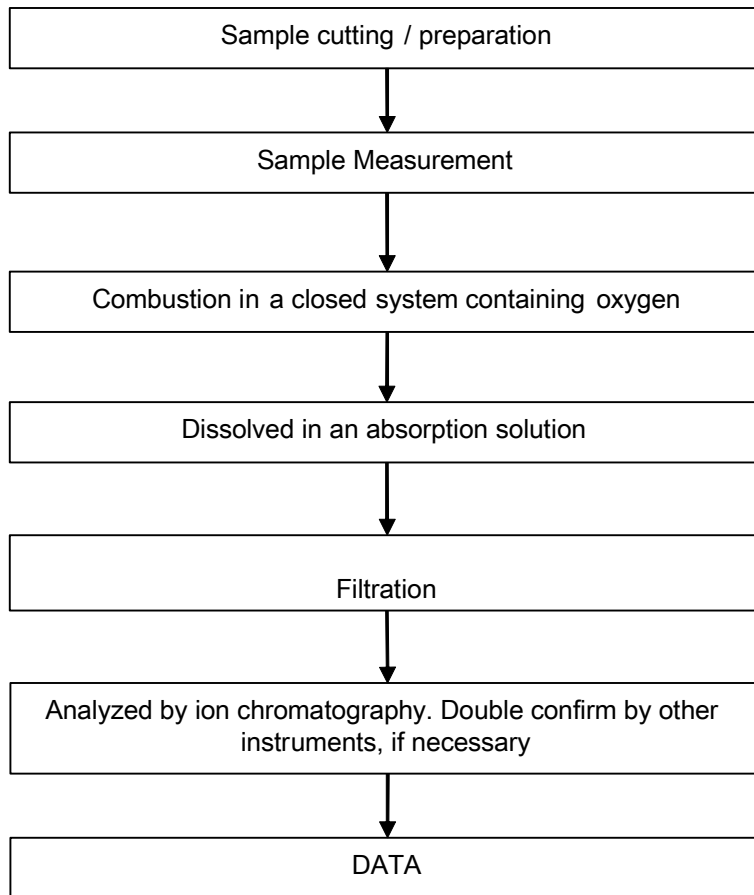 Sample cutting / preparation
Sample Measurement
Combustion in a closed system containing oxygen
Dissolved in an absorption solution
Filtration
Analyzed by ion chromatography. Double confirm by other
instruments, if necessary
DATA